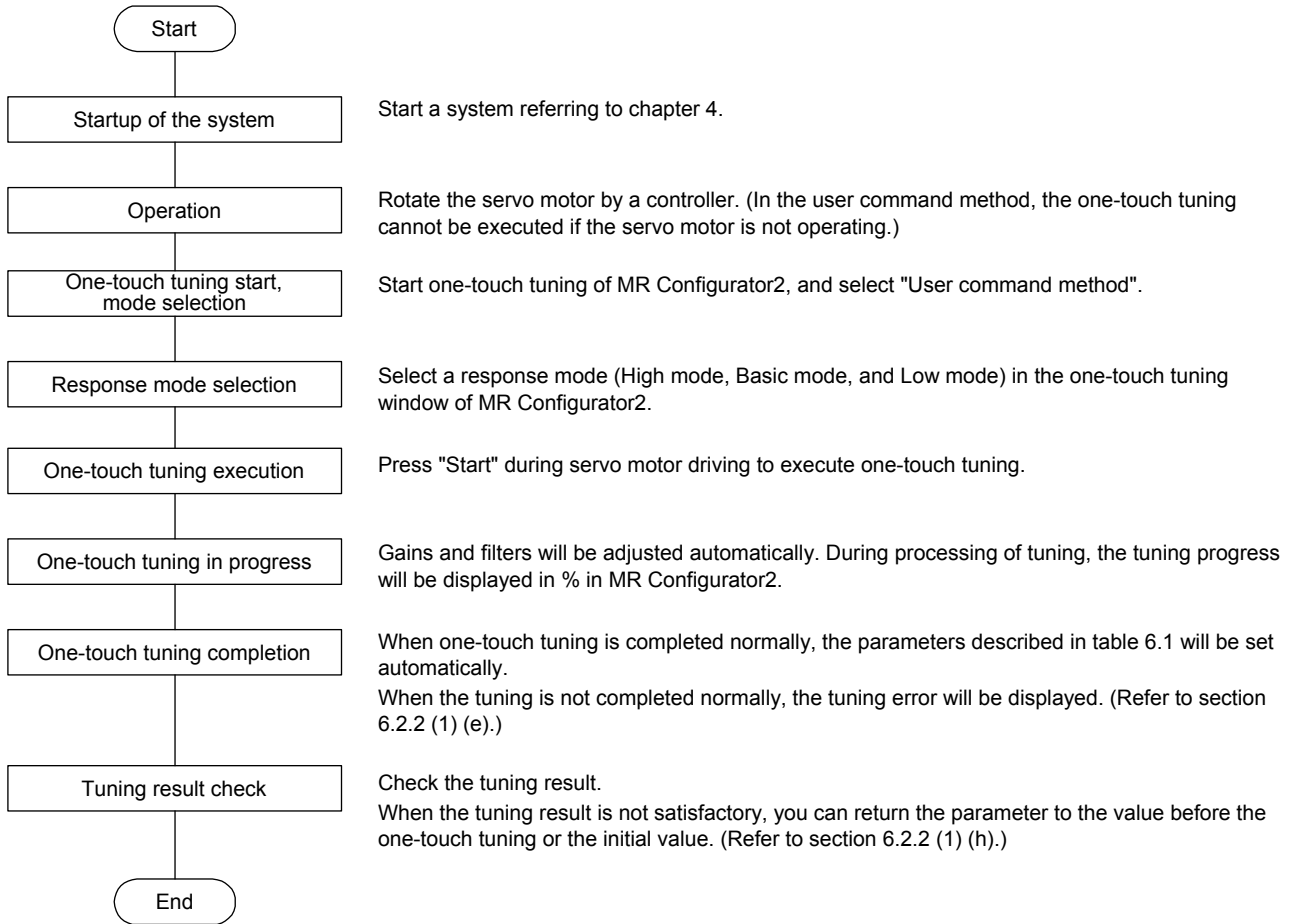 Start
Startup of the system
Start a system referring to chapter 4.
Operation
Rotate the servo motor by a controller. (In the user command method, the one-touch tuning
cannot be executed if the servo motor is not operating.)
One-touch tuning start,
mode selection
Start one-touch tuning of MR Configurator2, and select "User command method".
Response mode selection
Select a response mode (High mode, Basic mode, and Low mode) in the one-touch tuning
window of MR Configurator2.
One-touch tuning execution
Press "Start" during servo motor driving to execute one-touch tuning.
One-touch tuning in progress
Gains and filters will be adjusted automatically. During processing of tuning, the tuning progress
will be displayed in % in MR Configurator2.
One-touch tuning completion
When one-touch tuning is completed normally, the parameters described in table 6.1 will be set
automatically.
When the tuning is not completed normally, the tuning error will be displayed. (Refer to section
6.2.2 (1) (e).)
Tuning result check
Check the tuning result.
When the tuning result is not satisfactory, you can return the parameter to the value before the
one-touch tuning or the initial value. (Refer to section 6.2.2 (1) (h).)
End